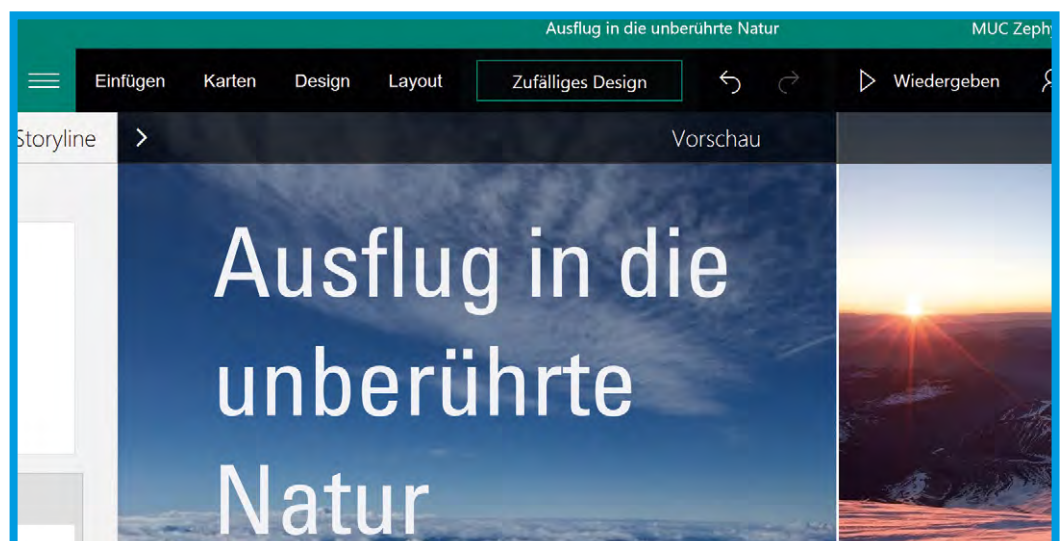 Ausflug in die unberührte Natur MUC
Einfügen Karten Design Layout Zufälliges Design Wiedergeben
Storyline Vorschau
Ausflug in die
unberührte
Natur